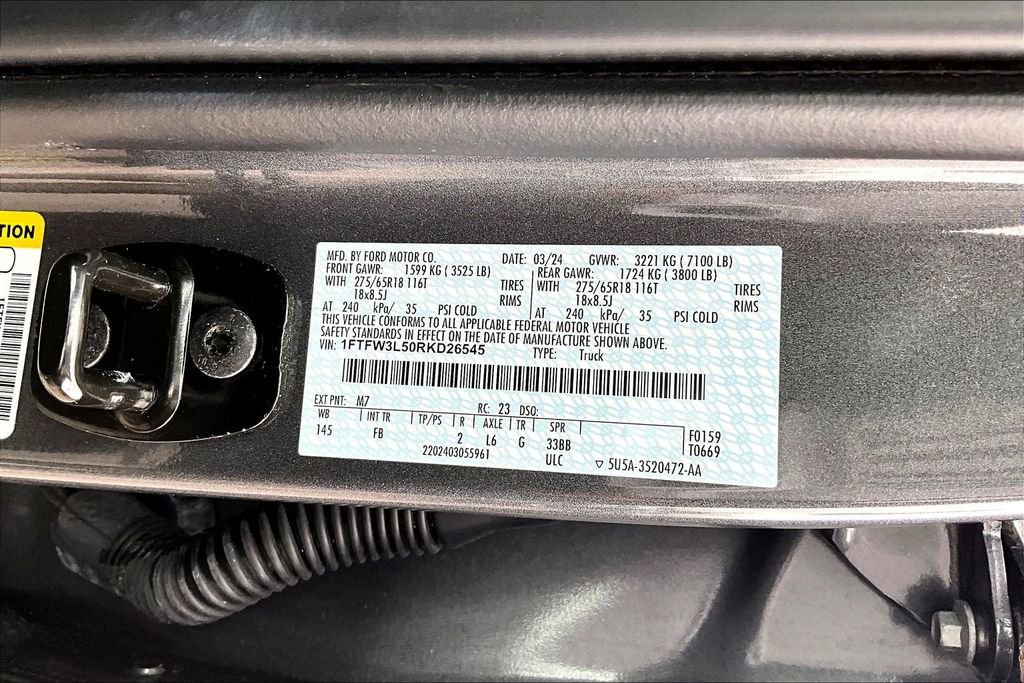 TION
MFD. BY FORD MOTOR CO. DATE: 03/24 GVWR: 3221 KG ( 7100 LB)
FRONT GAWR: 1599 KG ( 3525 LB) REAR GAWR: 1724 KG ( 3800 LB)
WITH 275/65R18 116T TIRES WITH 275/65R18 116T TIRES
18x8.5J RIMS 18x8.5J RIMS
AT 240 kPa/ 35 PSI COLD AT 240 kPa/ 35 PSI COLD
THIS VEHICLE CONFORMS TO ALL APPLICABLE FEDERAL MOTOR VEHICLE
SAFETY STANDARDS IN EFFECT ON THE DATE OF MANUFACTURE SHOWN ABOVE.
VIN: 1FTFW3L50RKD26545 TYPE: Truck
EXT PNT: M7 RC: 23 DSO:
WB INT TR TP/PS R AXLE TR SPR
145 FB 2 L6 G 33BB
F0159
T0669
2202403055961 ULC ▽ 5U5A-3520472-AA